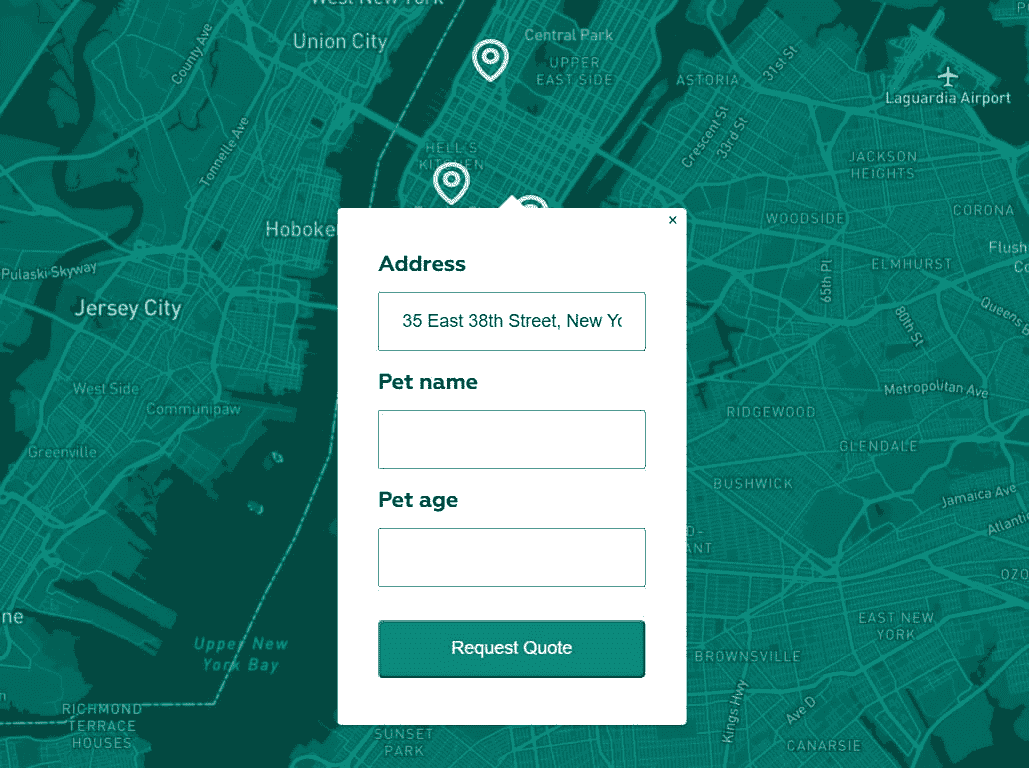 West New York
Union City
County Ave
Central Park
UPPER
EAST SIDE
ASTORIA
31st St
Laguardia Airport
Tonnelle Ave
HELL'S
KITCHEN
Crescent St
33rd St
JACKSON
HEIGHTS
×
WOODSIDE
CORONA
Hoboke
Flush
Co
Pulaski Skyway
ELMHURST
65th Pl
Address
35 East 38th Street, New Yo
Jersey City
80th St
Queens B
Pet name
West Side
Metropolitan Ave
Communipaw
RIDGEWOOD
Greenville
GLENDALE
BUSHWICK
Pet age
Jamaica Ave
Atlantic
D-
ANT
OZO
ne
EAST NEW
YORK
Upper New
York Bay
Request Quote
BROWNSVILLE
n
RICHMOND
TERRACE
HOUSES
Kings Hwy
Ave D
SUNSET
PARK
CANARSIE